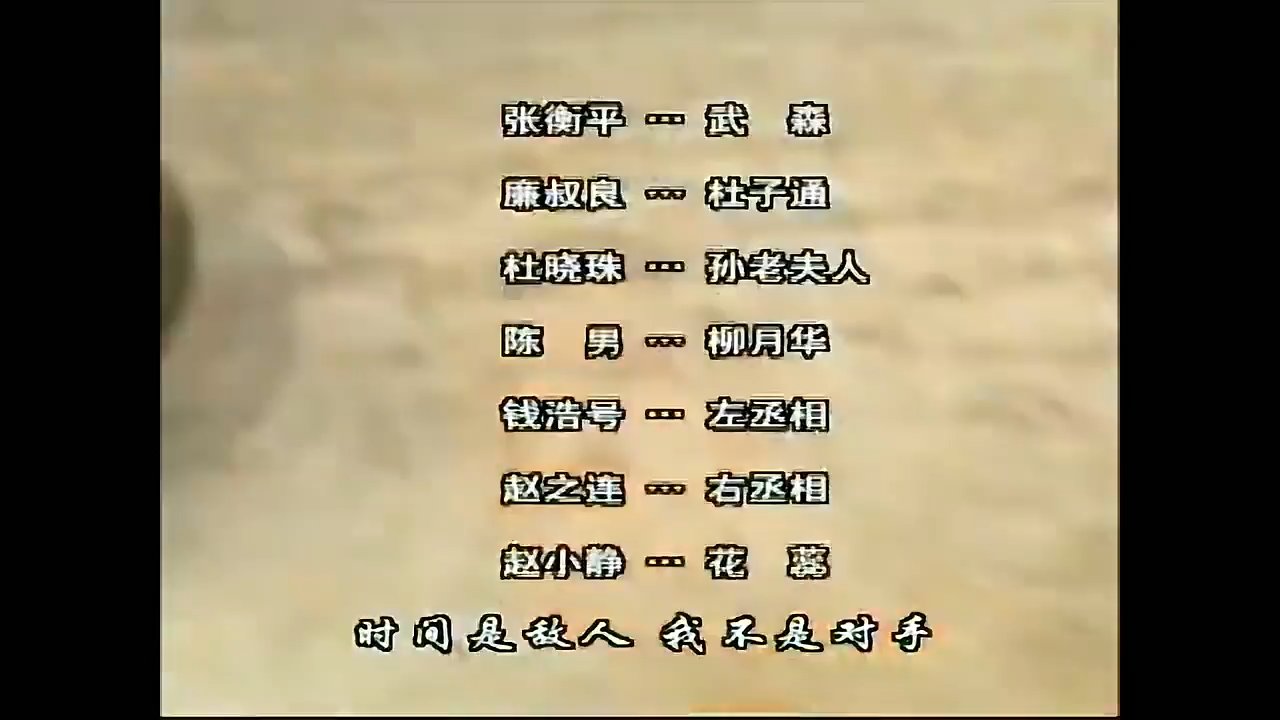 张衡平 … 武　森
廉叔良 … 杜子通
杜晓珠 … 孙老夫人
陈　男 … 柳月华
钱浩号 … 左丞相
赵之连 … 右丞相
赵小静 … 花　蕊
时间是敌人 我不是对手